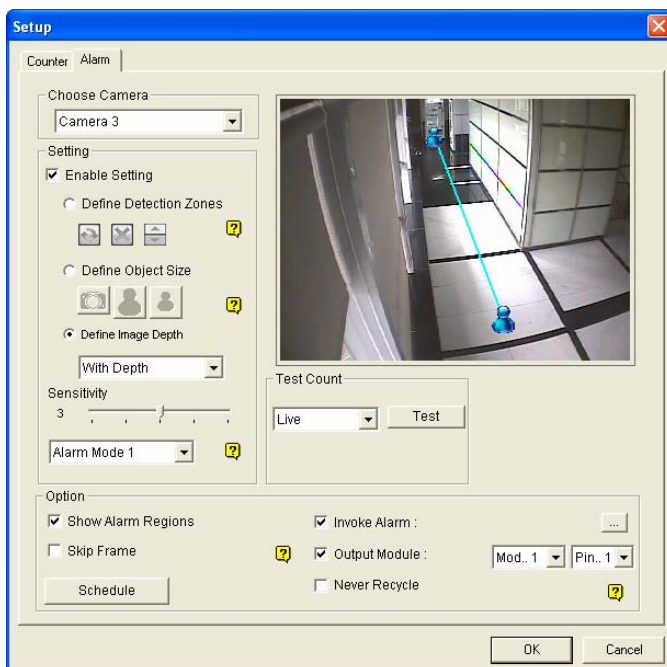 Setup
Counter
Alarm
Choose Camera
Camera 3
Setting
Enable Setting
Define Detection Zones
?
Define Object Size
?
Define Image Depth
With Depth
Sensitivity
3
Alarm Mode 1
?
Test Count
Live
Test
Option
Show Alarm Regions
Invoke Alarm :
...
Skip Frame
?
Output Module :
Mod.. 1
Pin.. 1
Schedule
Never Recycle
?
OK
Cancel